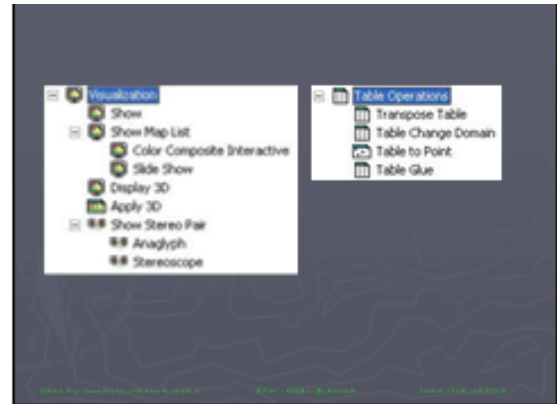 Visualization
Show
Show Map List
Color Composite Interactive
Slide Show
Display 3D
Apply 3D
Show Stereo Pair
Anaglyph
Stereoscope
Table Operations
Transpose Table
Table Change Domain
Table to Point
Table Glue